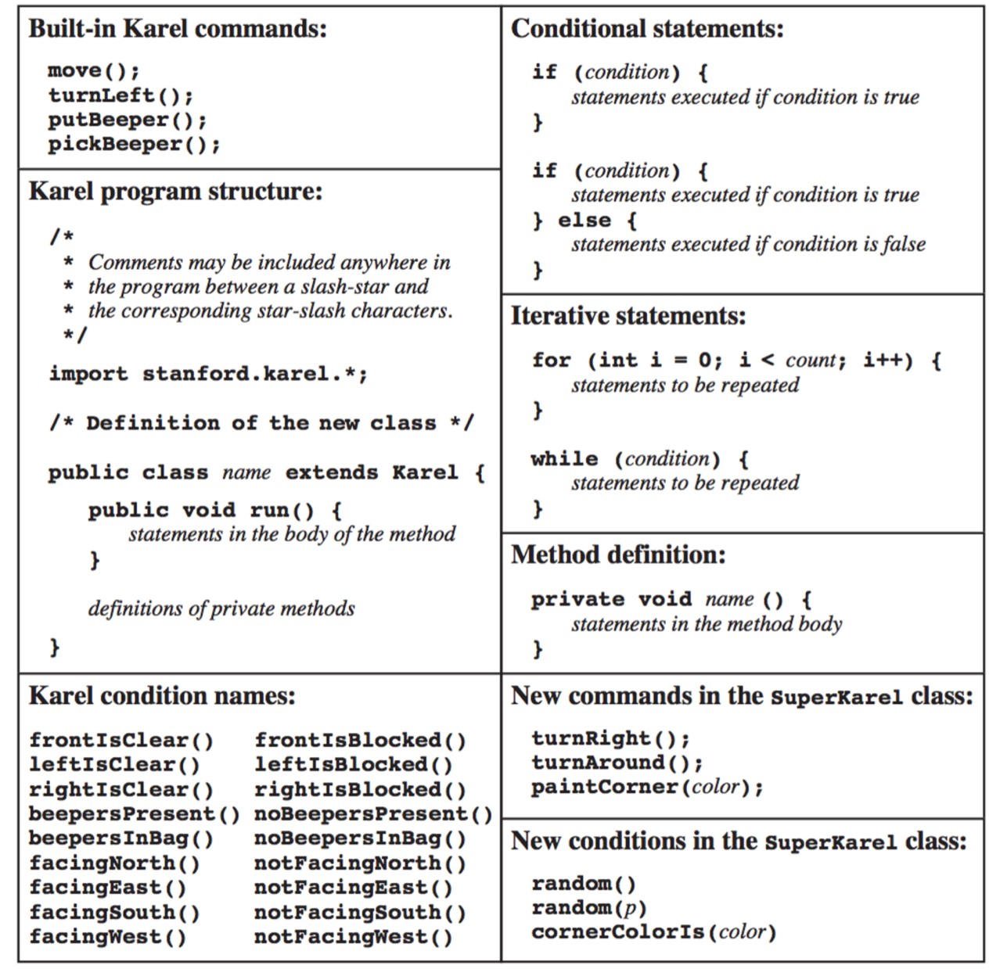 Built-in Karel commands:
move();
turnLeft();
putBeeper();
pickBeeper();
Karel program structure:
/*
* Comments may be included anywhere in
* the program between a slash-star and
* the corresponding star-slash characters.
*/
import stanford.karel.*;
/* Definition of the new class */
public class name extends Karel {
public void run() {
statements in the body of the method
}
definitions of private methods
}
Karel condition names:
frontIsClear() frontIsBlocked()
leftIsClear() leftIsBlocked()
rightIsClear() rightIsBlocked()
beepersPresent() noBeepersPresent()
beepersInBag() noBeepersInBag()
facingNorth() notFacingNorth()
facingEast() notFacingEast()
facingSouth() notFacingSouth()
facingWest() notFacingWest()
Conditional statements:
if (condition) {
statements executed if condition is true
}
if (condition) {
statements executed if condition is true
} else {
statements executed if condition is false
}
Iterative statements:
for (int i = 0; i < count; i++) {
statements to be repeated
}
while (condition) {
statements to be repeated
}
Method definition:
private void name () {
statements in the method body
}
New commands in the SuperKarel class:
turnRight();
turnAround();
paintCorner(color);
New conditions in the SuperKarel class:
random()
random(p)
cornerColorIs(color)